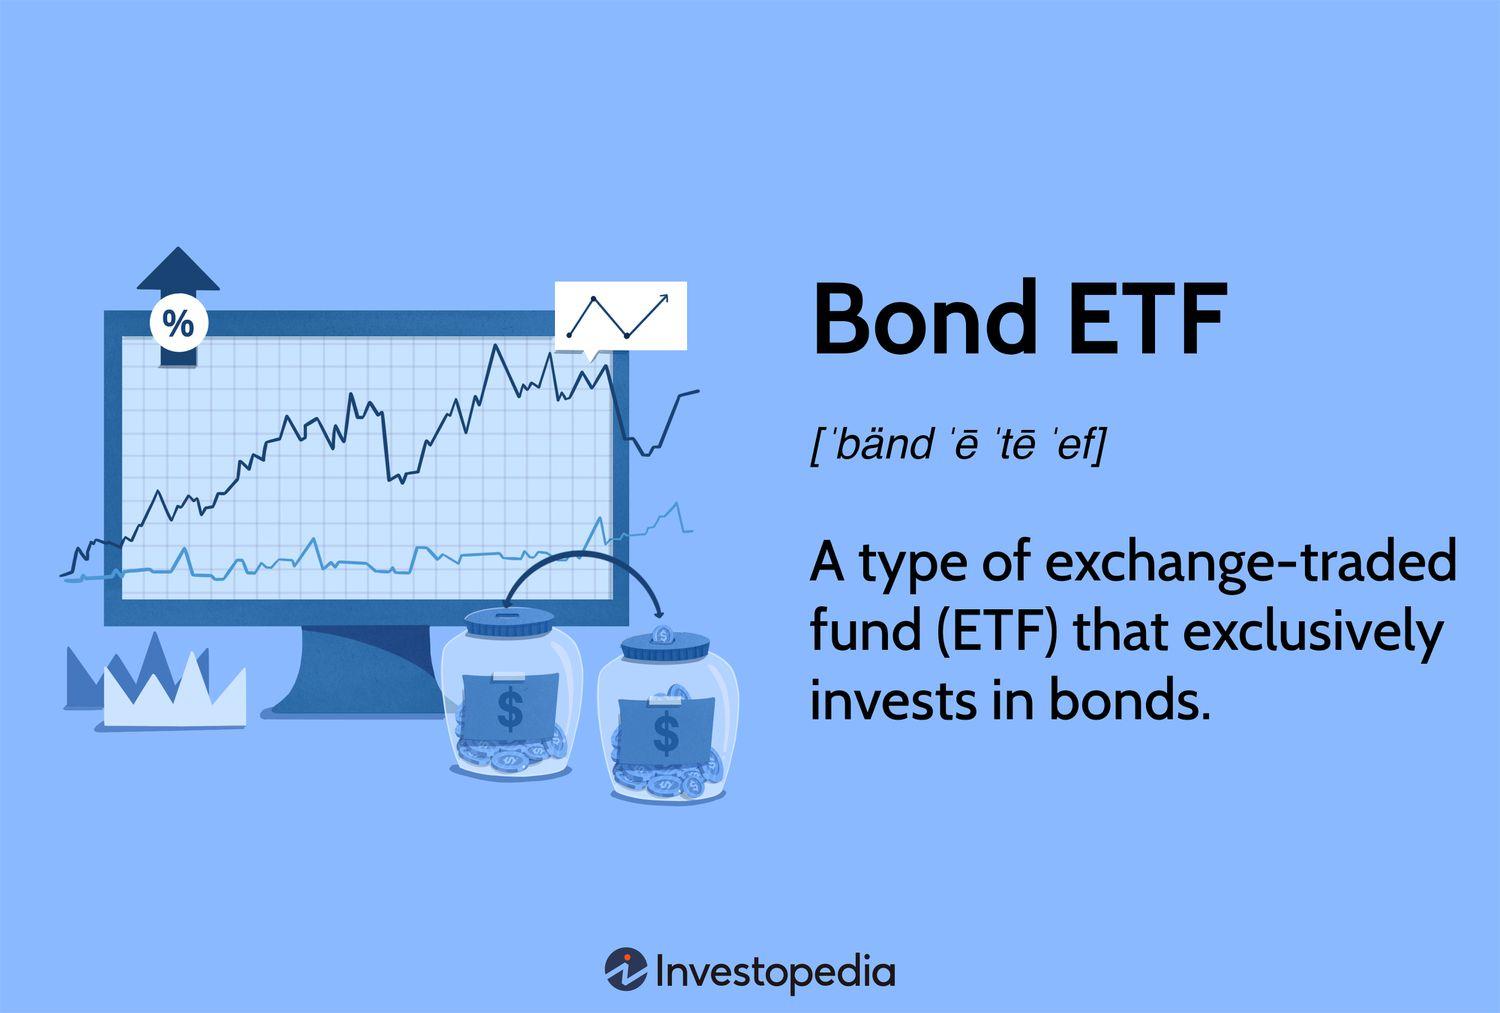 %
Bond ETF
[ ˈbänd ˈē ˈtē ˈef]
A type of exchange-traded
fund (ETF) that exclusively
invests in bonds.
$
$
Investopedia